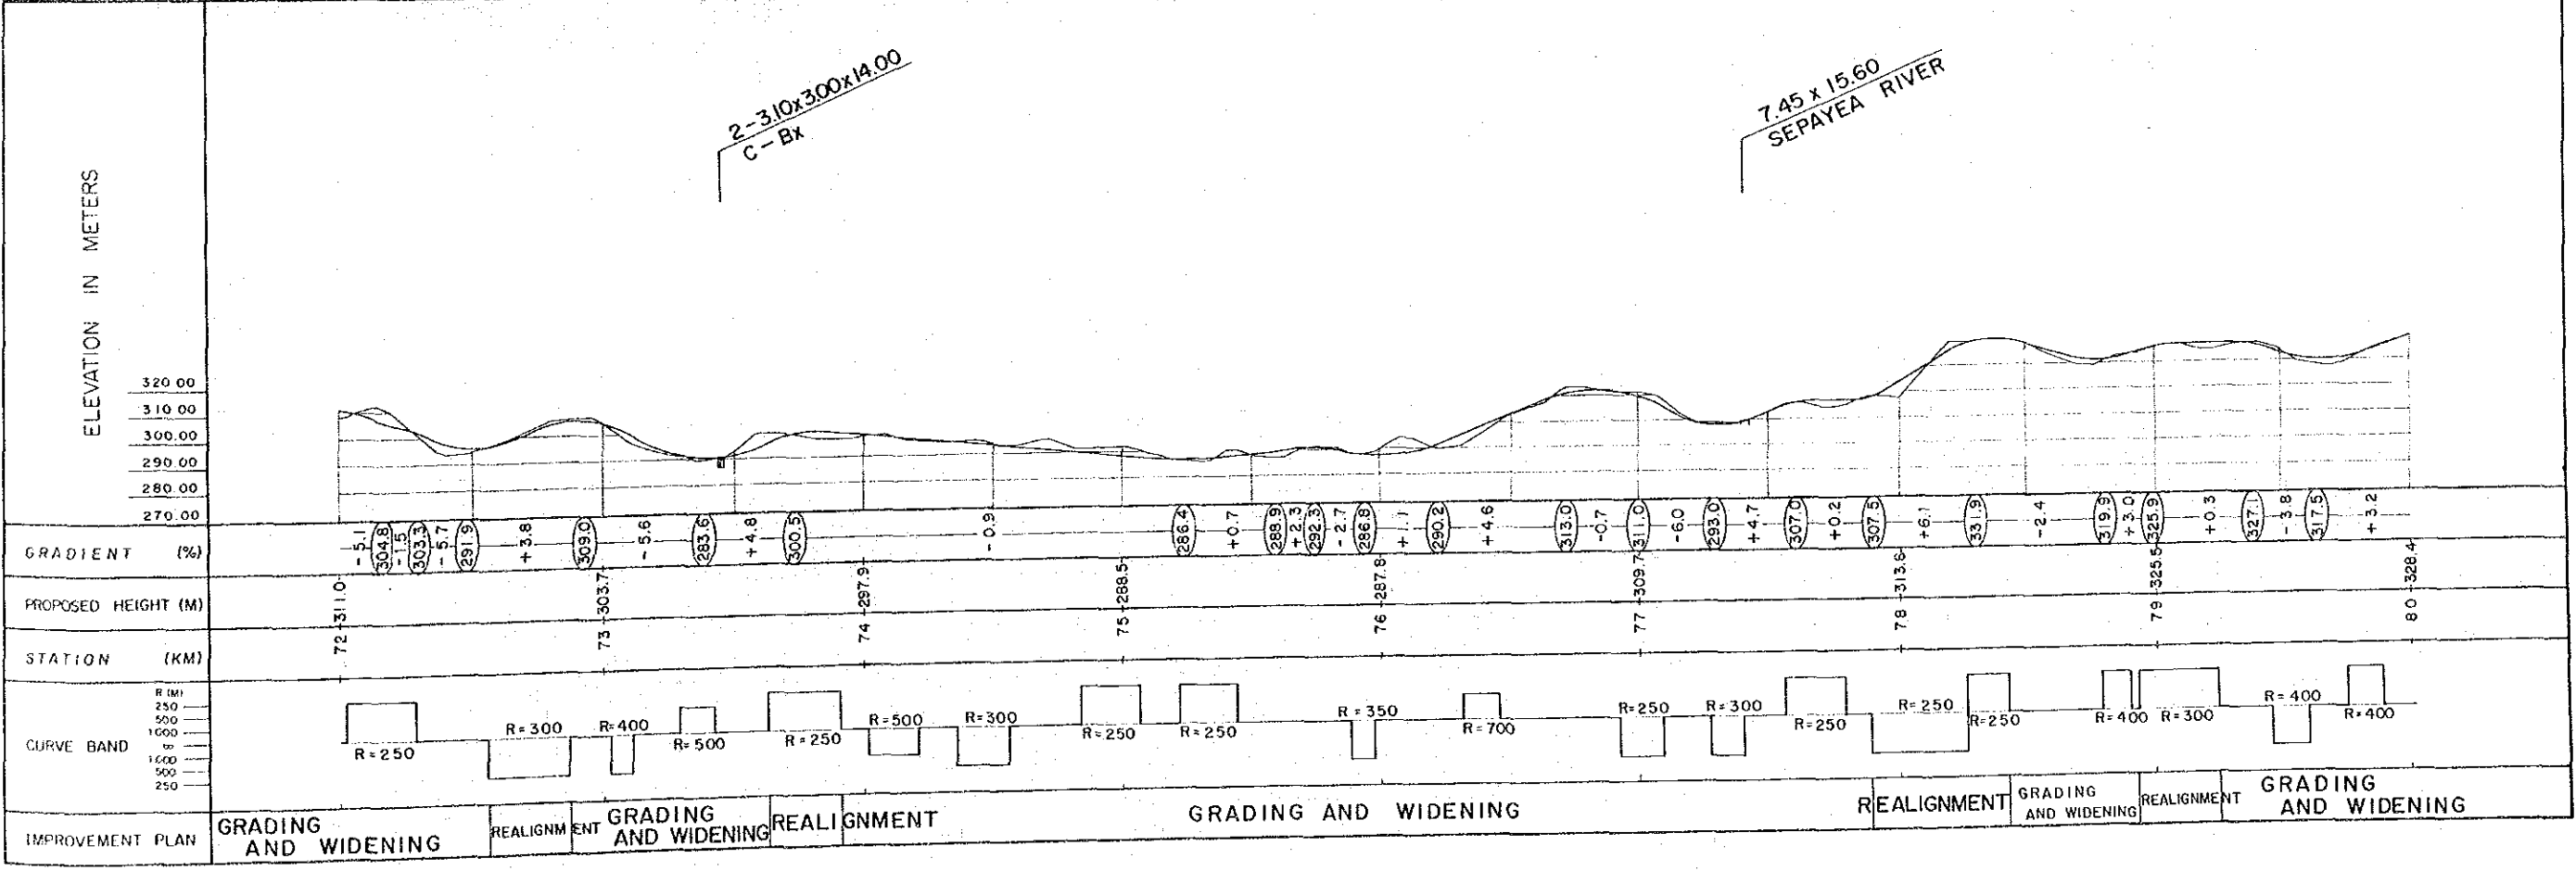 2-3.10x3.00x14.00
C-Bx
7.45 x 15.60
SEPAYEA RIVER
ELEVATION IN METERS
320.00
310.00
300.00
290.00
280.00
270.00
GRADIENT (%)
-5.1 304.8 -1.5 303.3 -5.7 291.9 +3.8 309.0 -5.6 283.6 +4.8 300.5 -0.9 286.4 +0.7 288.9 +2.3 292.3 -2.7 286.8 +1.1 290.2 +4.6 313.0 -0.7 311.0 -6.0 293.0 +4.7 307.0 +0.2 307.5 +6.1 331.9 -2.4 319.9 +3.0 325.9 +0.3 327.1 -3.8 317.5 +3.2
PROPOSED HEIGHT (M)
311.0 303.7 297.9 288.5 287.8 309.7 313.6 325.5 328.4
STATION (KM)
72 73 74 75 76 77 78 79 80
CURVE BAND
R (M)
250
500
1000
∞
1000
500
250
R=250 R=300 R=400 R=500 R=250 R=500 R=300 R=250 R=250 R=350 R=700 R=250 R=300 R=250 R=250 R=250 R=400 R=300 R=400 R=400
IMPROVEMENT PLAN
GRADING
AND WIDENING
REALIGNMENT
GRADING
AND WIDENING
REALIGNMENT
GRADING AND WIDENING
REALIGNMENT
GRADING
AND WIDENING
REALIGNMENT
GRADING
AND WIDENING